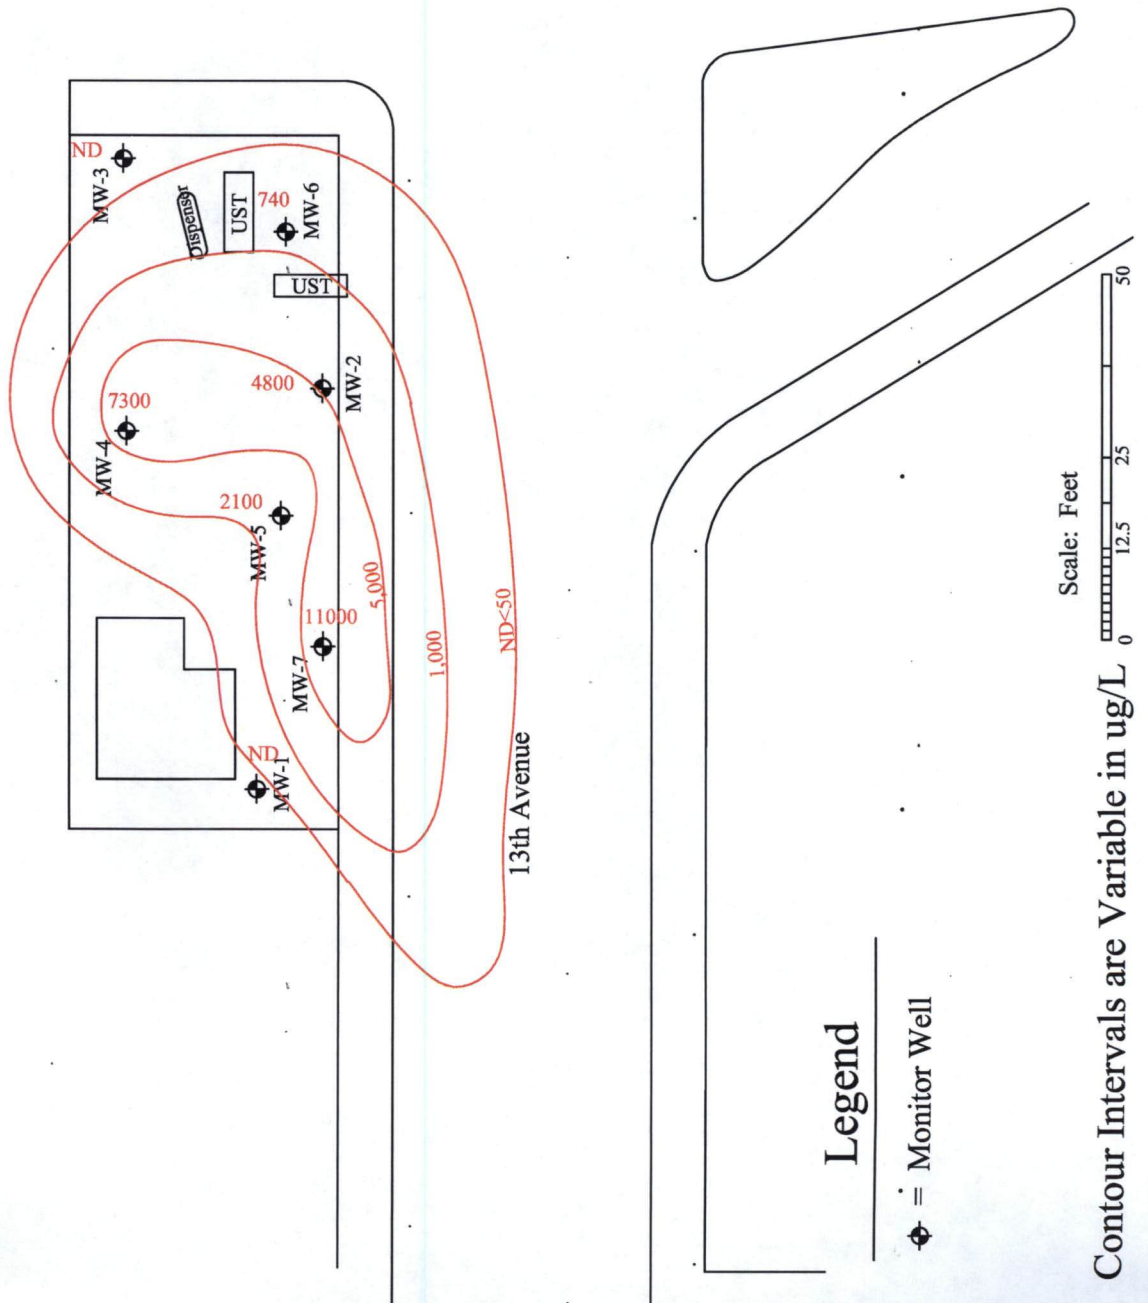 ND
MW-3
Dispensor
UST
740
MW-6
UST
7300
MW-4
4800
MW-2
2100
MW-5
11000
MW-7
5,000
1,000
ND<50
ND
MW-1
13th Avenue
Legend
= Monitor Well
Scale: Feet
0 12.5 25 50
Contour Intervals are Variable in ug/L